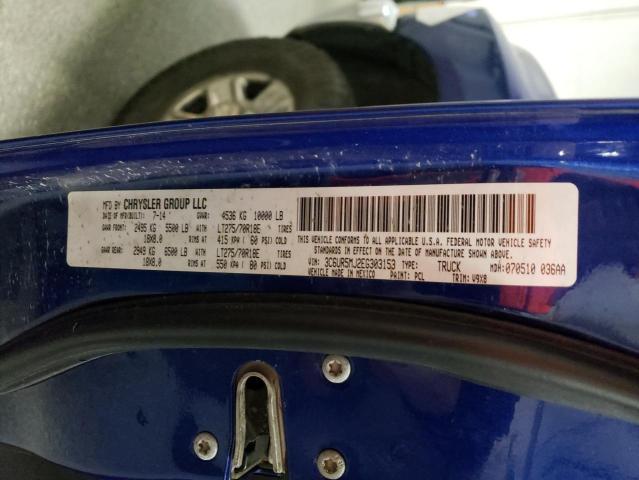 MFD BY CHRYSLER GROUP LLC
DATE OF MFR(BUILT): 7-14 GVWR: 4536 KG 10000 LB
GAWR FRONT: 2495 KG 5500 LB LT275/70R18E TIRES
WITH 18X8.0 RIMS AT 415 KPA ( 60 PSI) COLD
GAWR REAR: 2949 KG 6500 LB LT275/70R18E TIRES
WITH 18X8.0 RIMS AT 550 KPA ( 80 PSI) COLD
THIS VEHICLE CONFORMS TO ALL APPLICABLE U.S.A. FEDERAL MOTOR VEHICLE SAFETY
STANDARDS IN EFFECT ON THE DATE OF MANUFACTURE SHOWN ABOVE.
VIN: 3C6UR5MJ2EG303153 TYPE: TRUCK MDH: 070510 036AA
VEHICLE MADE IN MEXICO PAINT: PCL TRIM: V9X8